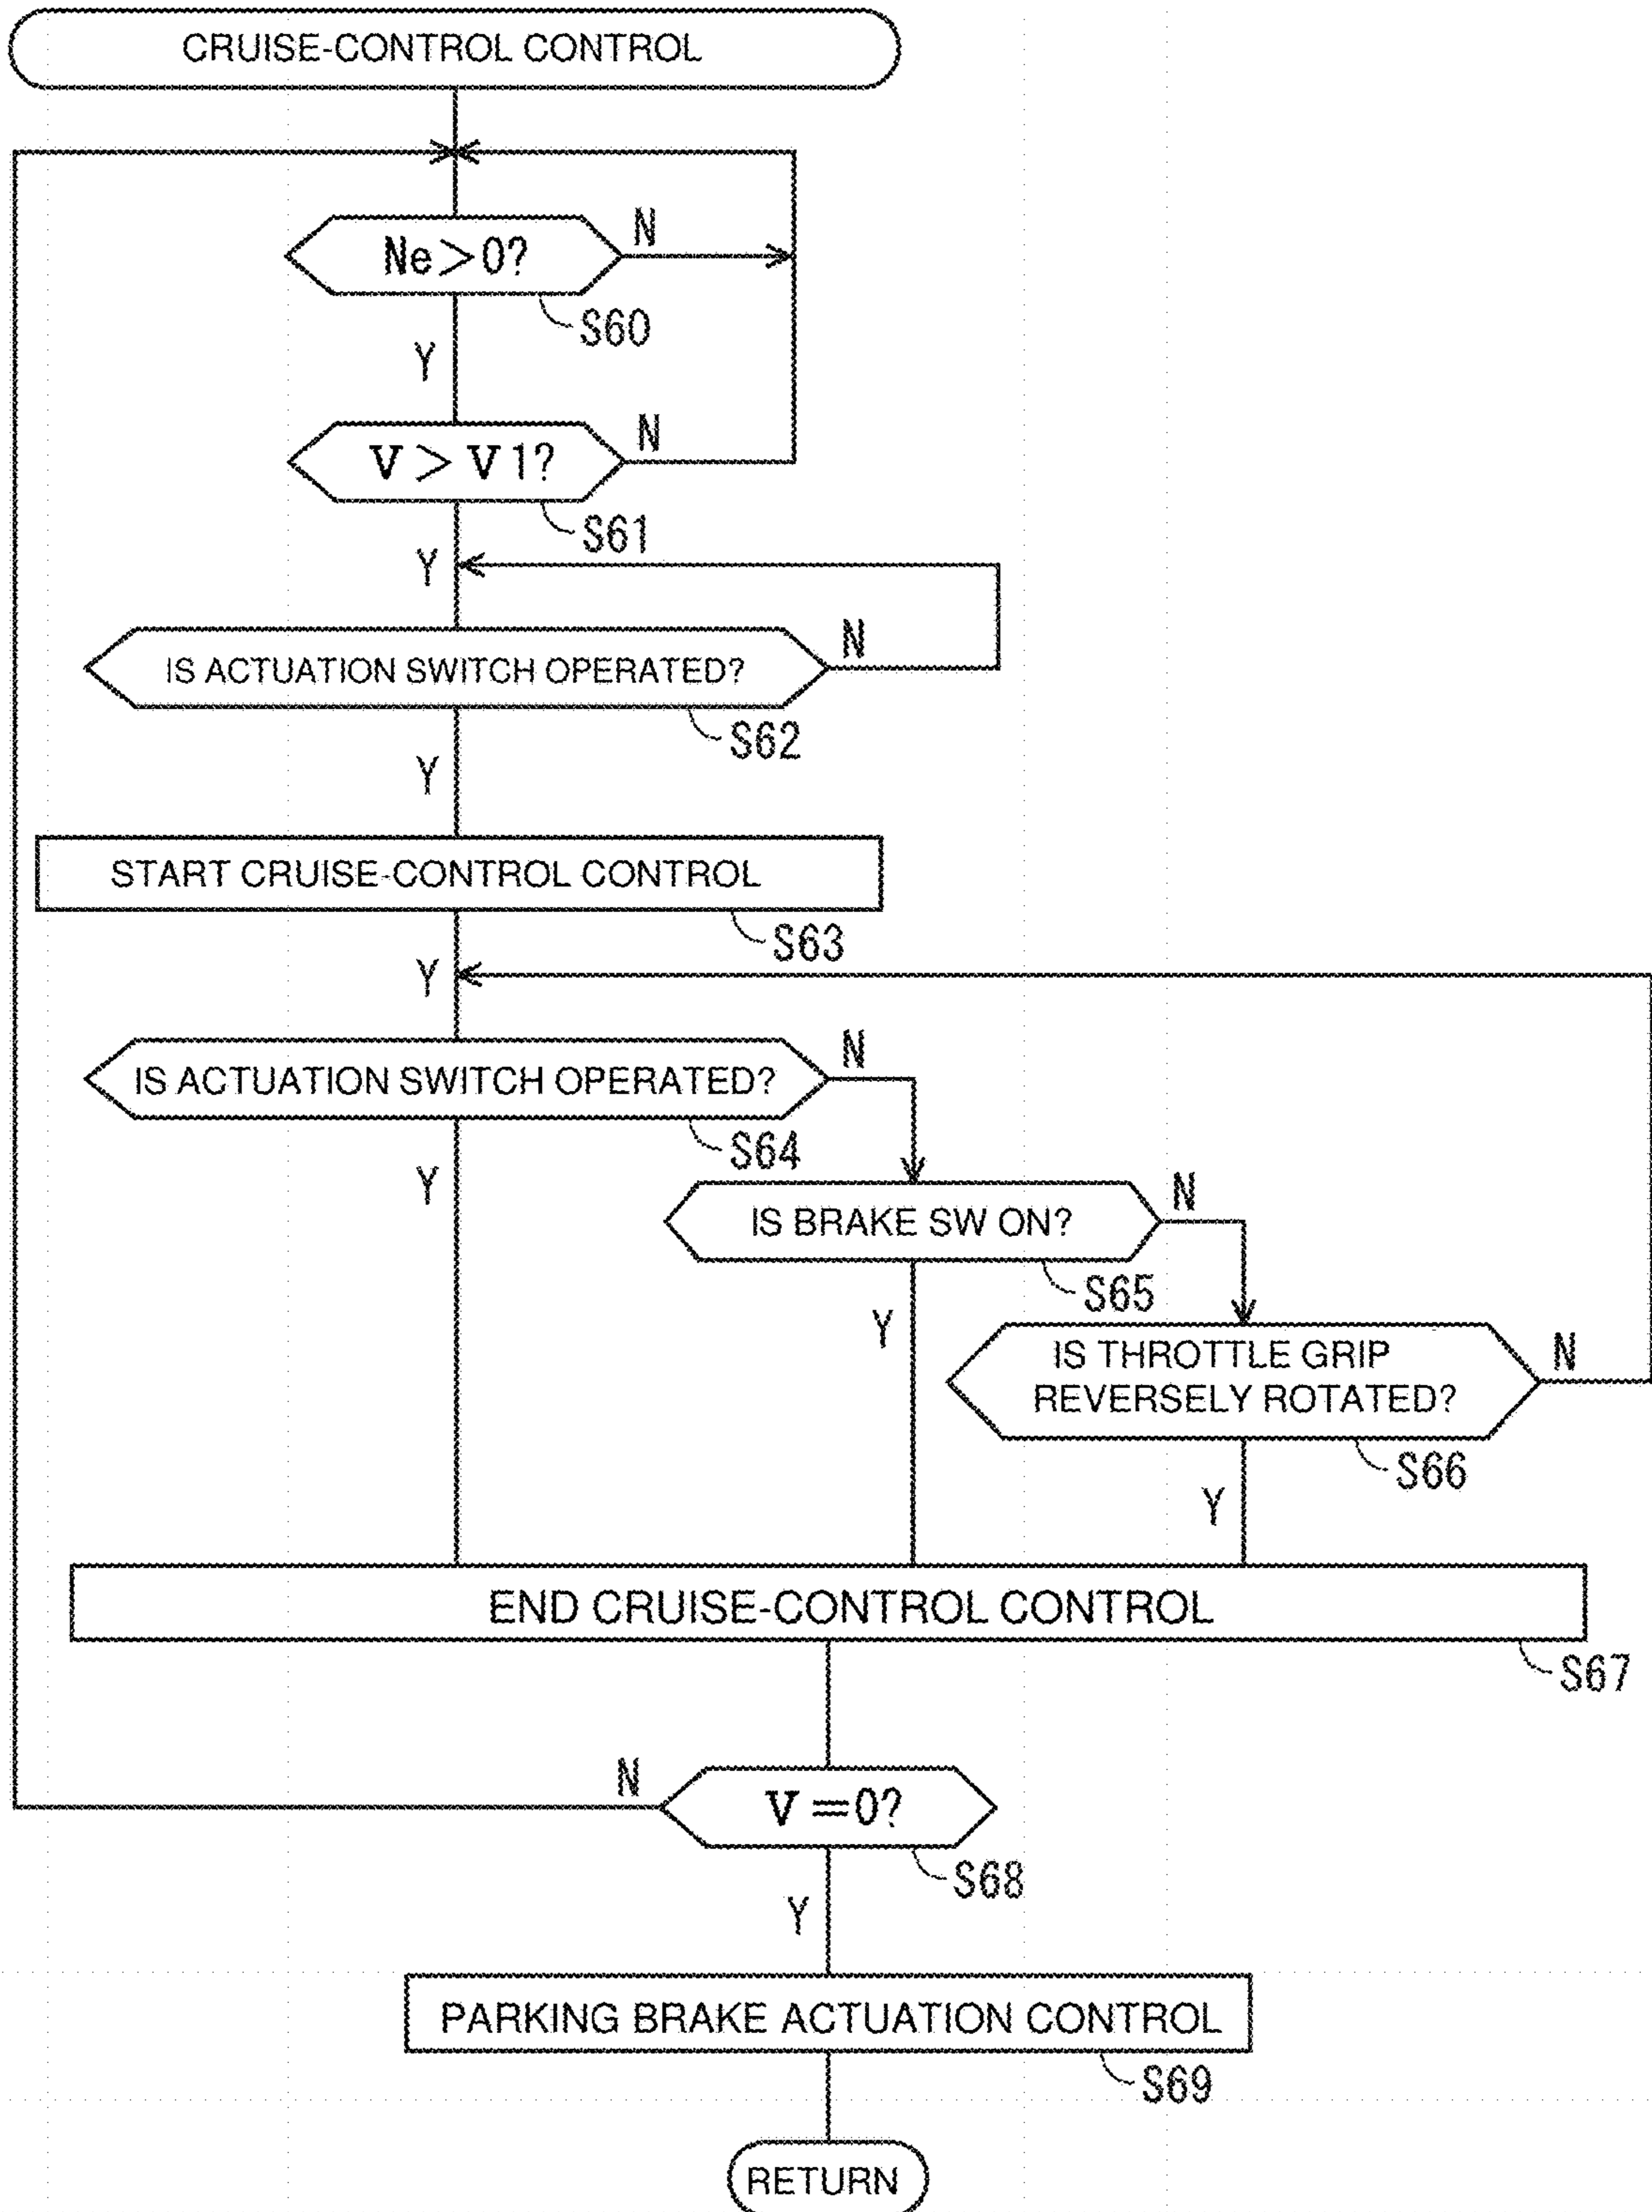 CRUISE-CONTROL CONTROL
N
Ne>0?
S60
Y
N
V > V 1?
S61
Y
N
IS ACTUATION SWITCH OPERATED?
S62
Y
START CRUISE-CONTROL CONTROL
S63
Y
N
IS ACTUATION SWITCH OPERATED?
S64
Y
N
IS BRAKE SW ON?
S65
Y
N
IS THROTTLE GRIP
REVERSELY ROTATED?
S66
Y
END CRUISE-CONTROL CONTROL
S67
N
V =0?
S68
Y
PARKING BRAKE ACTUATION CONTROL
S69
RETURN